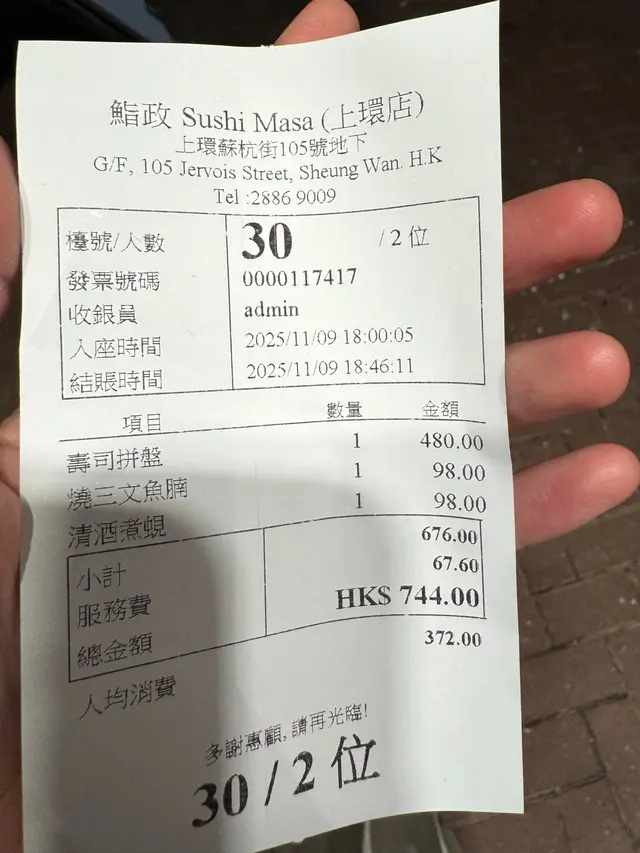 鮨政 Sushi Masa (上環店)
上環蘇杭街105號地下
G/F, 105 Jervois Street, Sheung Wan. H.K
Tel :2886 9009
檯號/人數 30 / 2 位
發票號碼 0000117417
收銀員 admin
入座時間 2025/11/09 18:00:05
結賬時間 2025/11/09 18:46:11
項目 數量 金額
壽司拼盤 1 480.00
燒三文魚腩 1 98.00
清酒煮蜆 1 98.00
小計 676.00
服務費 67.60
總金額 HK$ 744.00
人均消費 372.00
多謝惠顧, 請再光臨!
30 / 2 位